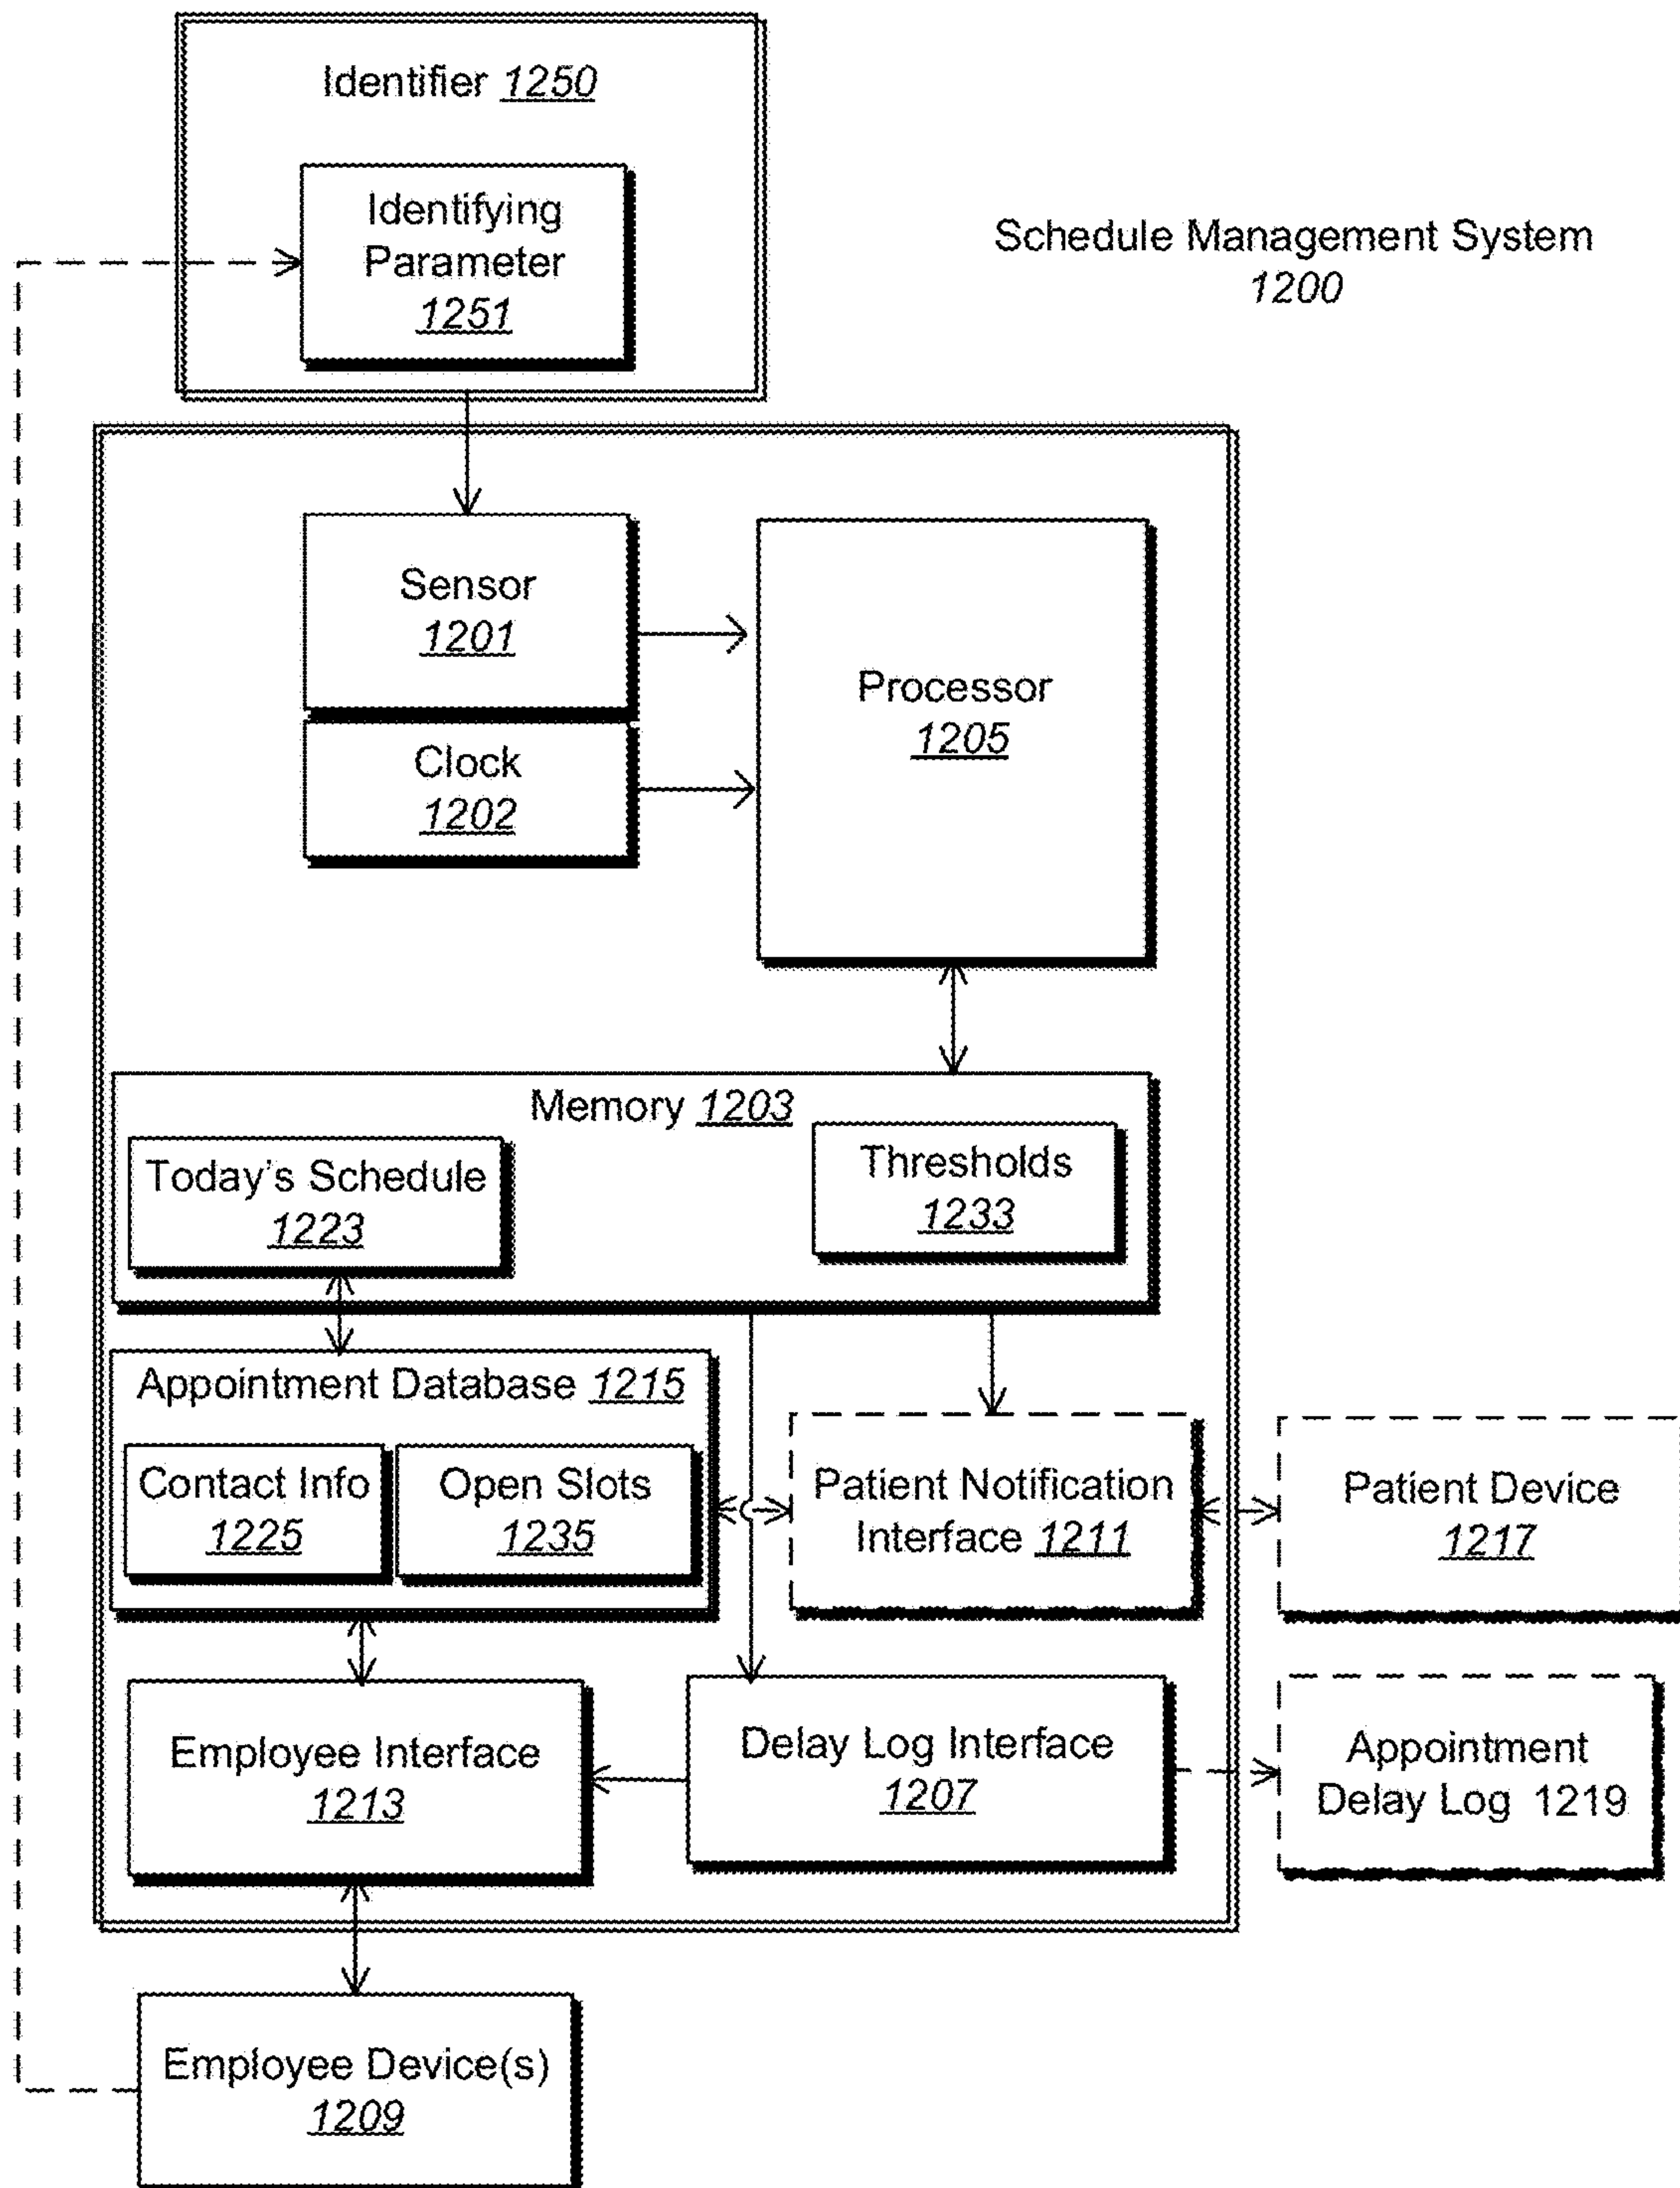 Identifier 1250
Identifying
Parameter
1251
Schedule Management System
1200
Sensor
1201
Clock
1202
Processor
1205
Memory 1203
Today's Schedule
1223
Thresholds
1233
Appointment Database 1215
Contact Info
1225
Open Slots
1235
Patient Notification
Interface 1211
Patient Device
1217
Employee Interface
1213
Delay Log Interface
1207
Appointment
Delay Log 1219
Employee Device(s)
1209